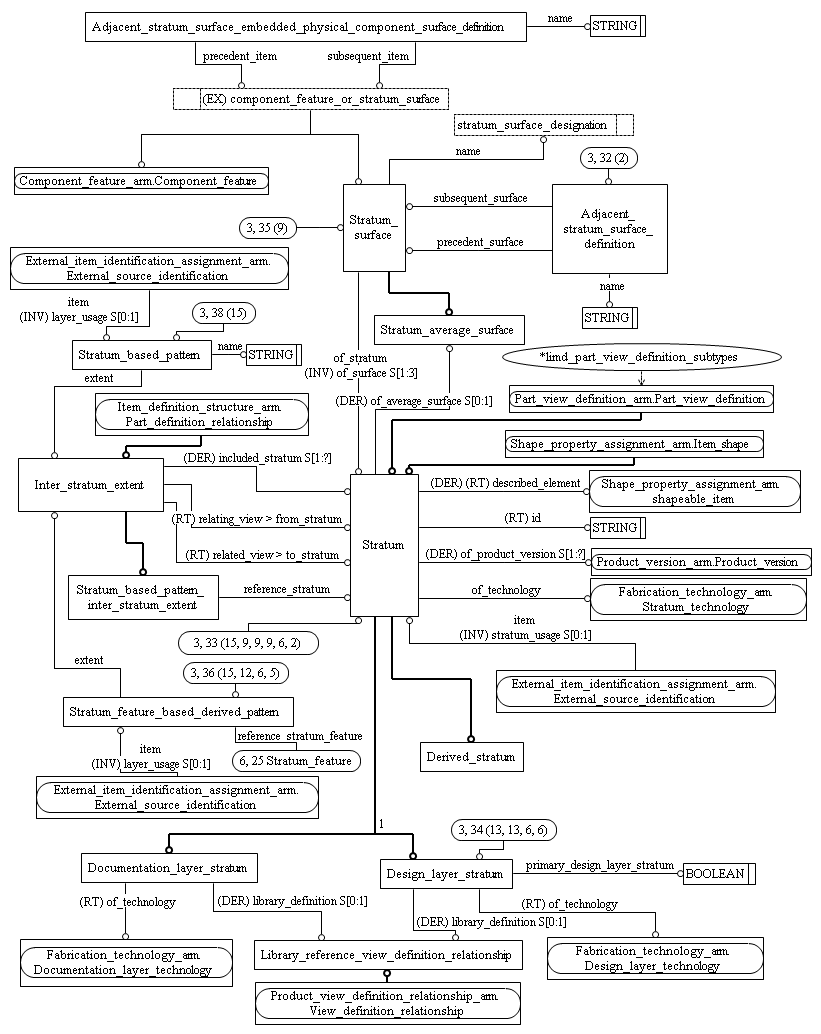 Adjacent_stratum_surface_embedded_physical_component_surface_definition
name
STRING
precedent_item
subsequent_item
(EX) component_feature_or_stratum_surface
stratum_surface_designation
name
3, 32 (2)
Component_feature_arm.Component_feature
Stratum_
surface
subsequent_surface
precedent_surface
Adjacent_
stratum_surface_
definition
3, 35 (9)
External_item_identification_assignment_arm.
External_source_identification
name
STRING
item
(INV) layer_usage S[0:1]
3, 38 (15)
Stratum_average_surface
Stratum_based_pattern
name
STRING
of_stratum
(INV) of_surface S[1:3]
*limd_part_view_definition_subtypes
extent
(DER) of_average_surface S[0:1]
Part_view_definition_arm.Part_view_definition
Item_definition_structure_arm.
Part_definition_relationship
Shape_property_assignment_arm.Item_shape
(DER) included_stratum S[1:?]
Inter_stratum_extent
(DER) (RT) described_element
Shape_property_assignment_arm.
shapeable_item
(RT) relating_view > from_stratum
(RT) id
STRING
Stratum
(RT) related_view > to_stratum
(DER) of_product_version S[1:?]
Product_version_arm.Product_version
Stratum_based_pattern_
inter_stratum_extent
reference_stratum
of_technology
Fabrication_technology_arm.
Stratum_technology
item
(INV) stratum_usage S[0:1]
3, 33 (15, 9, 9, 9, 6, 2)
extent
3, 36 (15, 12, 6, 5)
External_item_identification_assignment_arm.
External_source_identification
Stratum_feature_based_derived_pattern
reference_stratum_feature
item
(INV) layer_usage S[0:1]
6, 25 Stratum_feature
Derived_stratum
External_item_identification_assignment_arm.
External_source_identification
1
3, 34 (13, 13, 6, 6)
Documentation_layer_stratum
Design_layer_stratum
primary_design_layer_stratum
BOOLEAN
(RT) of_technology
(DER) library_definition S[0:1]
(RT) of_technology
(DER) library_definition S[0:1]
Fabrication_technology_arm.
Documentation_layer_technology
Library_reference_view_definition_relationship
Fabrication_technology_arm.
Design_layer_technology
Product_view_definition_relationship_arm.
View_definition_relationship